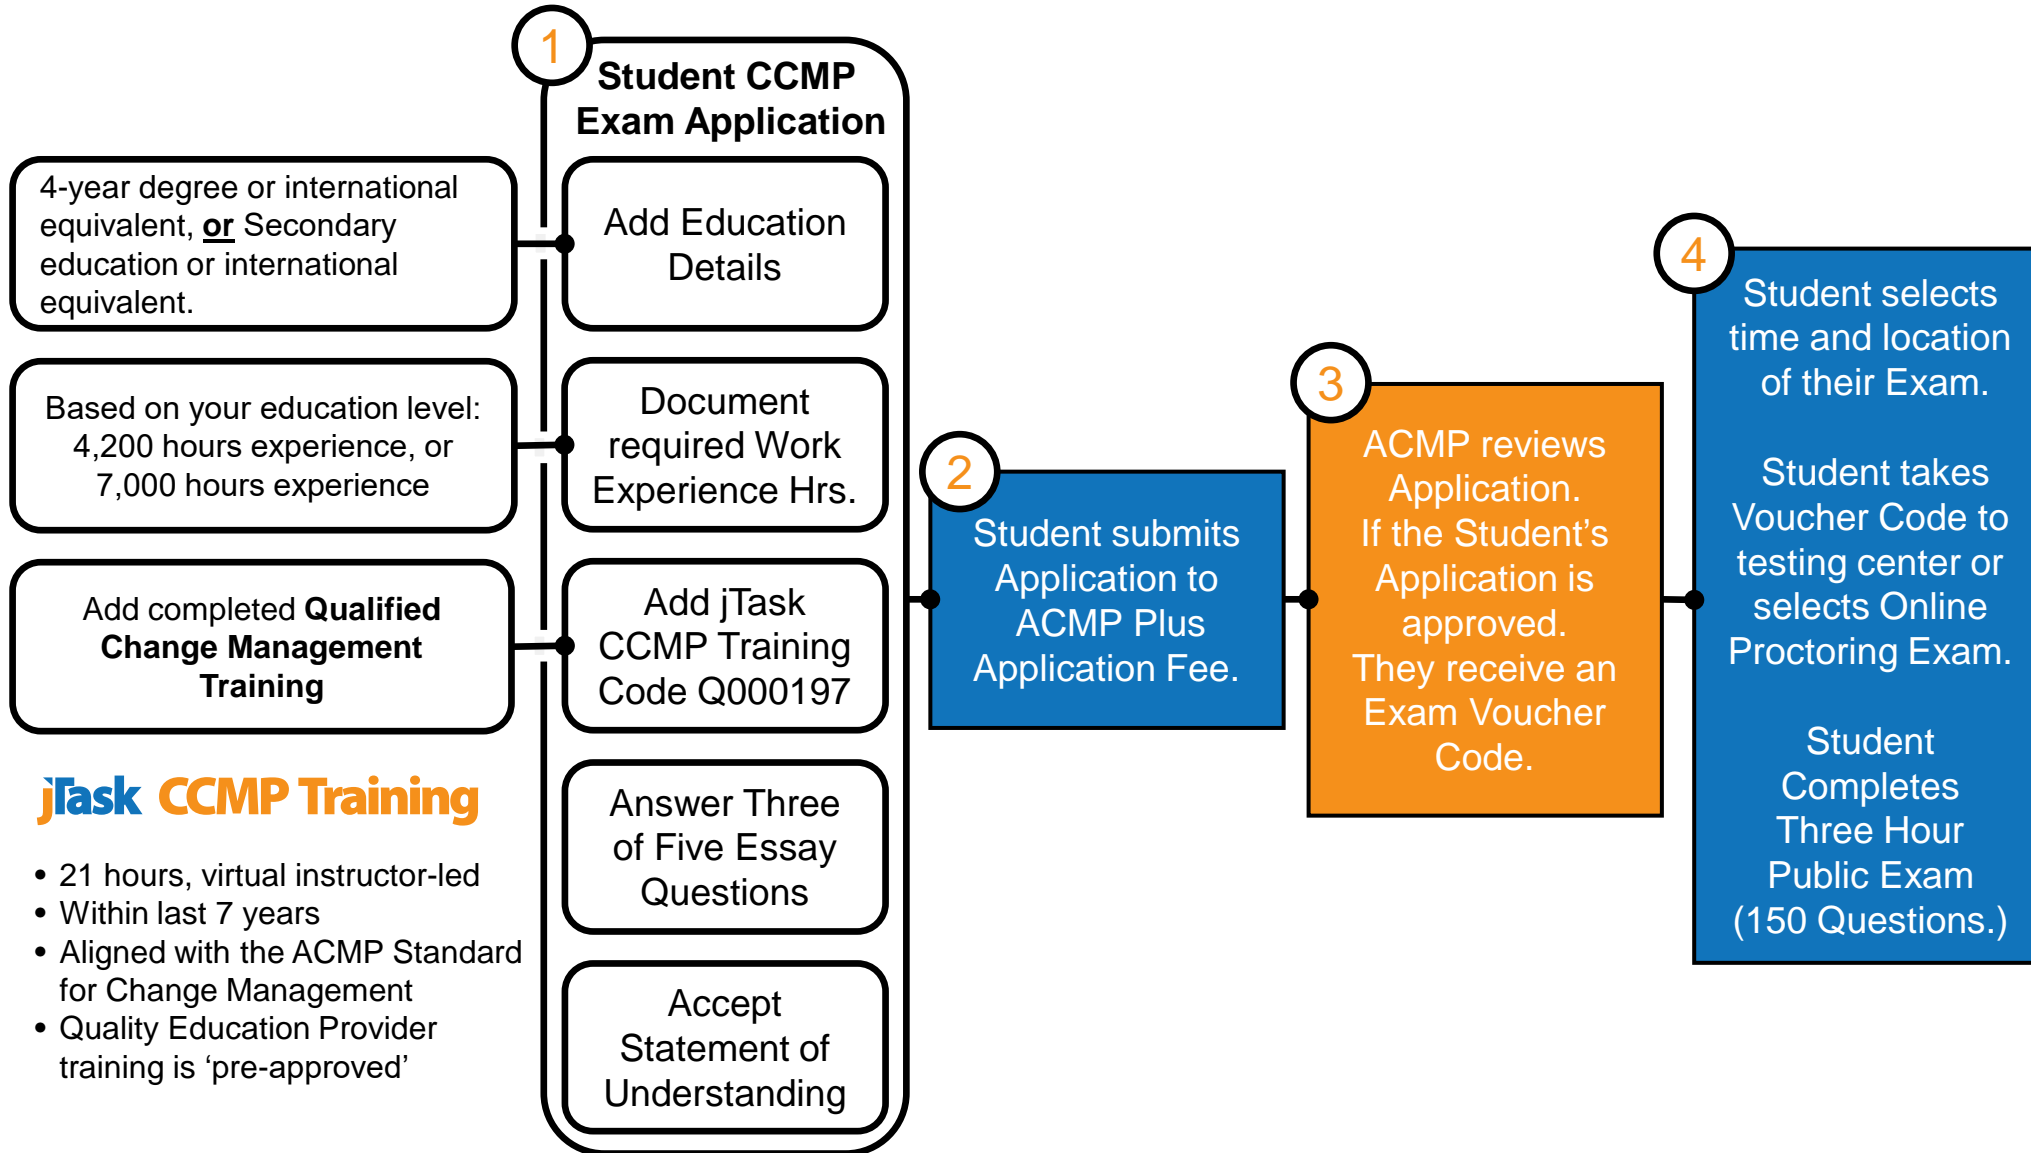 1
Student CCMP
Exam Application
4-year degree or international
equivalent, or Secondary
education or international
equivalent.
Add Education
Details
Based on your education level:
4,200 hours experience, or
7,000 hours experience
Document
required Work
Experience Hrs.
Add completed Qualified
Change Management
Training
Add jTask
CCMP Training
Code Q000197
Answer Three
of Five Essay
Questions
Accept
Statement of
Understanding
jTask CCMP Training
• 21 hours, virtual instructor-led
• Within last 7 years
• Aligned with the ACMP Standard
for Change Management
• Quality Education Provider
training is ‘pre-approved’
2
Student submits
Application to
ACMP Plus
Application Fee.
3
ACMP reviews
Application.
If the Student’s
Application is
approved.
They receive an
Exam Voucher
Code.
4
Student selects
time and location
of their Exam.
Student takes
Voucher Code to
testing center or
selects Online
Proctoring Exam.
Student
Completes
Three Hour
Public Exam
(150 Questions.)